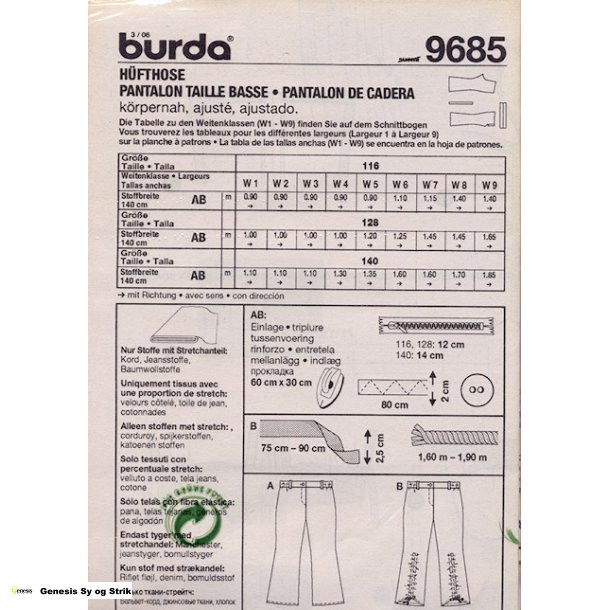 3 / 06
burda®
9685
HÜFTHOSE
PANTALON TAILLE BASSE • PANTALON DE CADERA
körpernah, ajusté, ajustado.
Die Tabelle zu den Weitenklassen (W1 - W9) finden Sie auf dem Schnittbogen
Vous trouverez les tableaux pour les différentes largeurs (Largeur 1 à Largeur 9)
sur la planche à patrons. • La tabla de las tallas anchas (W1 - W9) se encuentra en la hoja de patrones.
Größe
Taille • Talla 116
Weitenklasse • Largeurs
Tallas anchas W 1 W 2 W 3 W 4 W 5 W 6 W 7 W 8 W 9
Stoffbreite
140 cm AB m 0.90 0.90 0.90 0.90 0.90 1.10 1.15 1.40 1.40
→ → → → → → → → →
Größe
Taille • Talla 128
Stoffbreite
140 cm AB m 1.00 1.00 1.00 1.00 1.20 1.25 1.45 1.45 1.65
→ → → → → → → → →
Größe
Taille • Talla 140
Stoffbreite
140 cm AB m 1.10 1.10 1.10 1.30 1.35 1.60 1.60 1.70 1.85
→ → → → → → → → →
→ mit Richtung • avec sens • con dirección
Nur Stoffe mit Stretchanteil:
Kord, Jeansstoffe,
Baumwollstoffe
Uniquement tissus avec
une proportion de stretch:
velours côtelé, toile de jean,
cotonnades
Alleen stoffen met stretch: ,
corduroy, spijkerstoffen,
katoenen stoffen
Solo tessuti con
percentuale stretch:
velluto a coste, tela jeans,
cotone
Sólo telas con fibra elástica:
pana, telas tejanas, géneros
de algodón
Endast tyger med
stretchandel: Manchester,
jeanstyger, bomullstyger
Kun stof med strækandel:
Riflet fløjl, denim, bomuldsstof
только ткани-стрейтч:
вельвет-корд, джинсовые ткани, хлопок
AB:
Einlage • triplure
tussenvoering
rinforzo • entretela
mellanlägg • indlæg
прокладка
60 cm x 30 cm
116, 128: 12 cm
140: 14 cm
80 cm
2 cm
B
75 cm – 90 cm
2,5 cm
1,60 m – 1,90 m
A
B
Genesis
Genesis Sy og Strik